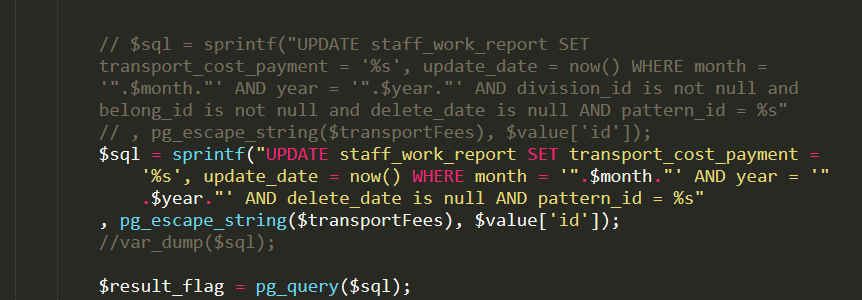 // $sql = sprintf("UPDATE staff_work_report SET
transport_cost_payment = '%s', update_date = now() WHERE month =
'".$month."' AND year = '".$year."' AND division_id is not null and
belong_id is not null and delete_date is null AND pattern_id = %s"
// , pg_escape_string($transportFees), $value['id']);
$sql = sprintf("UPDATE staff_work_report SET transport_cost_payment =
'%s', update_date = now() WHERE month = '".$month."' AND year = '"
.$year."' AND delete_date is null AND pattern_id = %s"
, pg_escape_string($transportFees), $value['id']);
//var_dump($sql);
$result_flag = pg_query($sql);